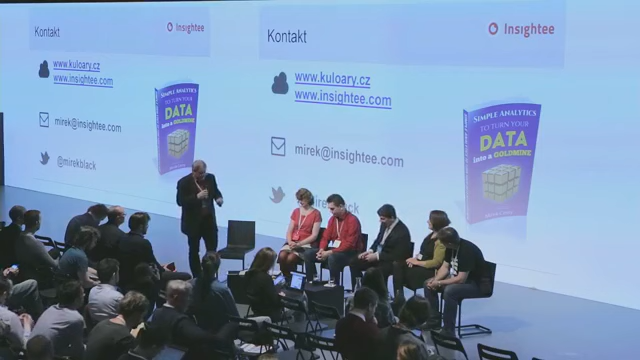 Kontakt
Insightee
www.kuloary.cz
www.insightee.com
mirek@insightee.com
@mirekblack
SIMPLE ANALYTICS
TO TURN YOUR
DATA
into a GOLDMINE
Kontakt
Insightee
www.kuloary.cz
www.insightee.com
mirek@insightee.com
@mirekblack
SIMPLE ANALYTICS
TO TURN YOUR
DATA
into a GOLDMINE